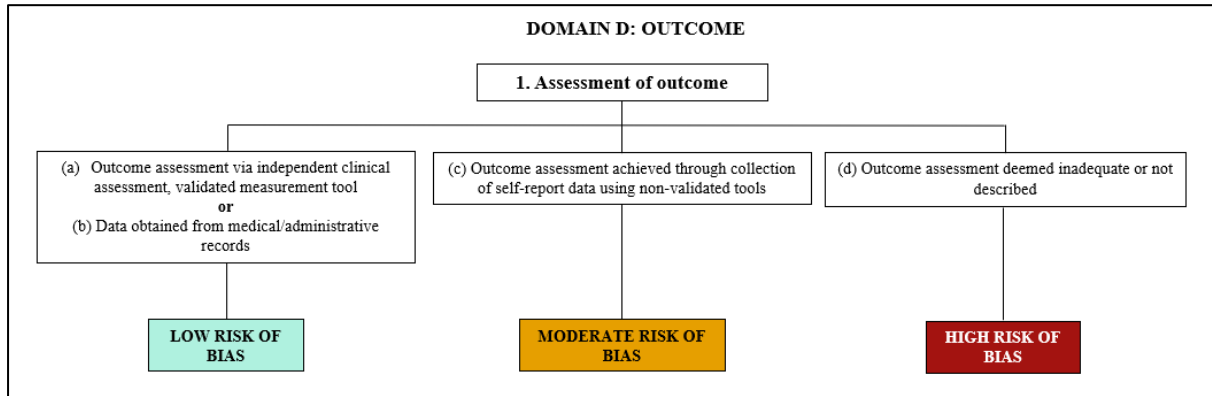 DOMAIN D: OUTCOME
1. Assessment of outcome
(a) Outcome assessment via independent clinical
assessment, validated measurement tool
or
(b) Data obtained from medical/administrative
records
(c) Outcome assessment achieved through collection
of self-report data using non-validated tools
(d) Outcome assessment deemed inadequate or not
described
LOW RISK OF
BIAS
MODERATE RISK OF
BIAS
HIGH RISK OF
BIAS